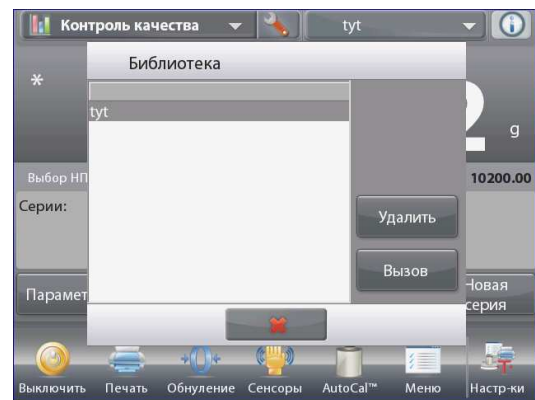 Контроль качества
tyt
Библиотека
*
tyt
g
Выбор НП
10200.00
Серии:
Удалить
Вызов
Парамет
Новая
серия
Выключить Печать Обнуление Сенсоры AutoCal™ Меню Настр-ки